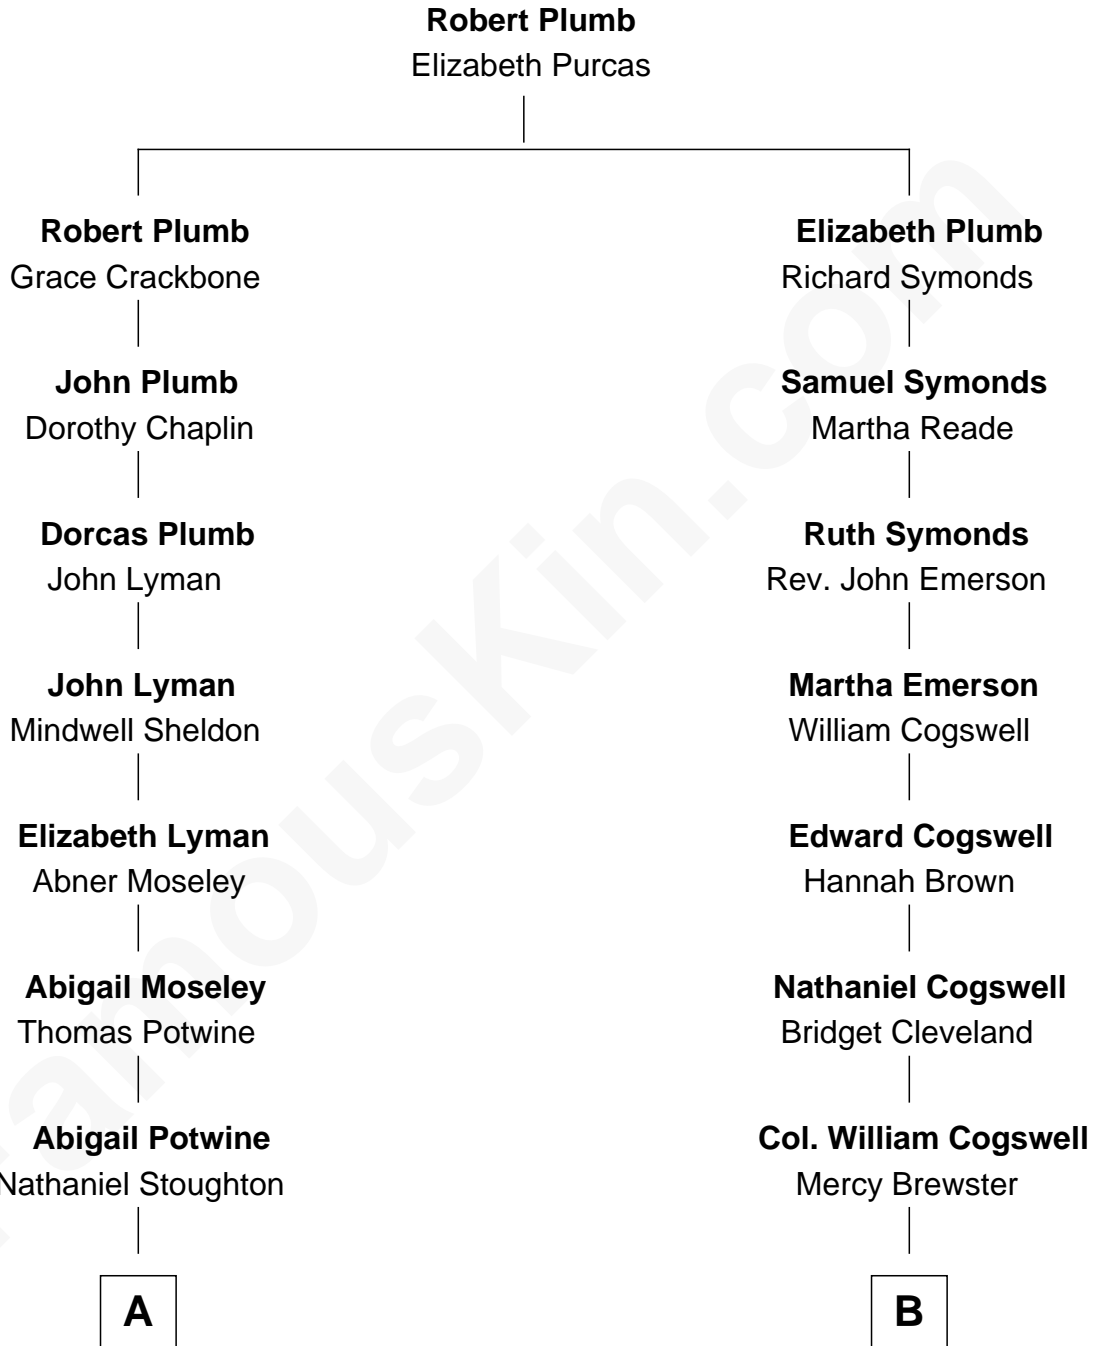 Robert Plumb
Elizabeth Purcas
Robert Plumb
Grace Crackbone
John Plumb
Dorothy Chaplin
Dorcas Plumb
John Lyman
John Lyman
Mindwell Sheldon
Elizabeth Lyman
Abner Moseley
Abigail Moseley
Thomas Potwine
Abigail Potwine
Nathaniel Stoughton
A
Elizabeth Plumb
Richard Symonds
Samuel Symonds
Martha Reade
Ruth Symonds
Rev. John Emerson
Martha Emerson
William Cogswell
Edward Cogswell
Hannah Brown
Nathaniel Cogswell
Bridget Cleveland
Col. William Cogswell
Mercy Brewster
B
famouskin.com